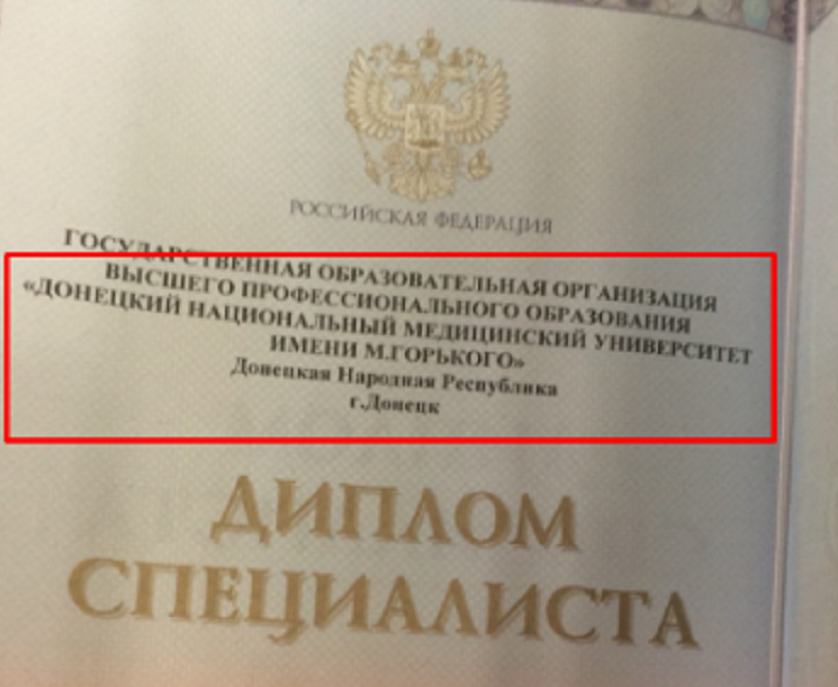 РОССИЙСКАЯ ФЕДЕРАЦИЯ
ГОСУДАРСТВЕННАЯ ОБРАЗОВАТЕЛЬНАЯ ОРГАНИЗАЦИЯ
ВЫСШЕГО ПРОФЕССИОНАЛЬНОГО ОБРАЗОВАНИЯ
«ДОНЕЦКИЙ НАЦИОНАЛЬНЫЙ МЕДИЦИНСКИЙ УНИВЕРСИТЕТ
ИМЕНИ М.ГОРЬКОГО»
Донецкая Народная Республика
г.Донецк
ДИПЛОМ
СПЕЦИАЛИСТА